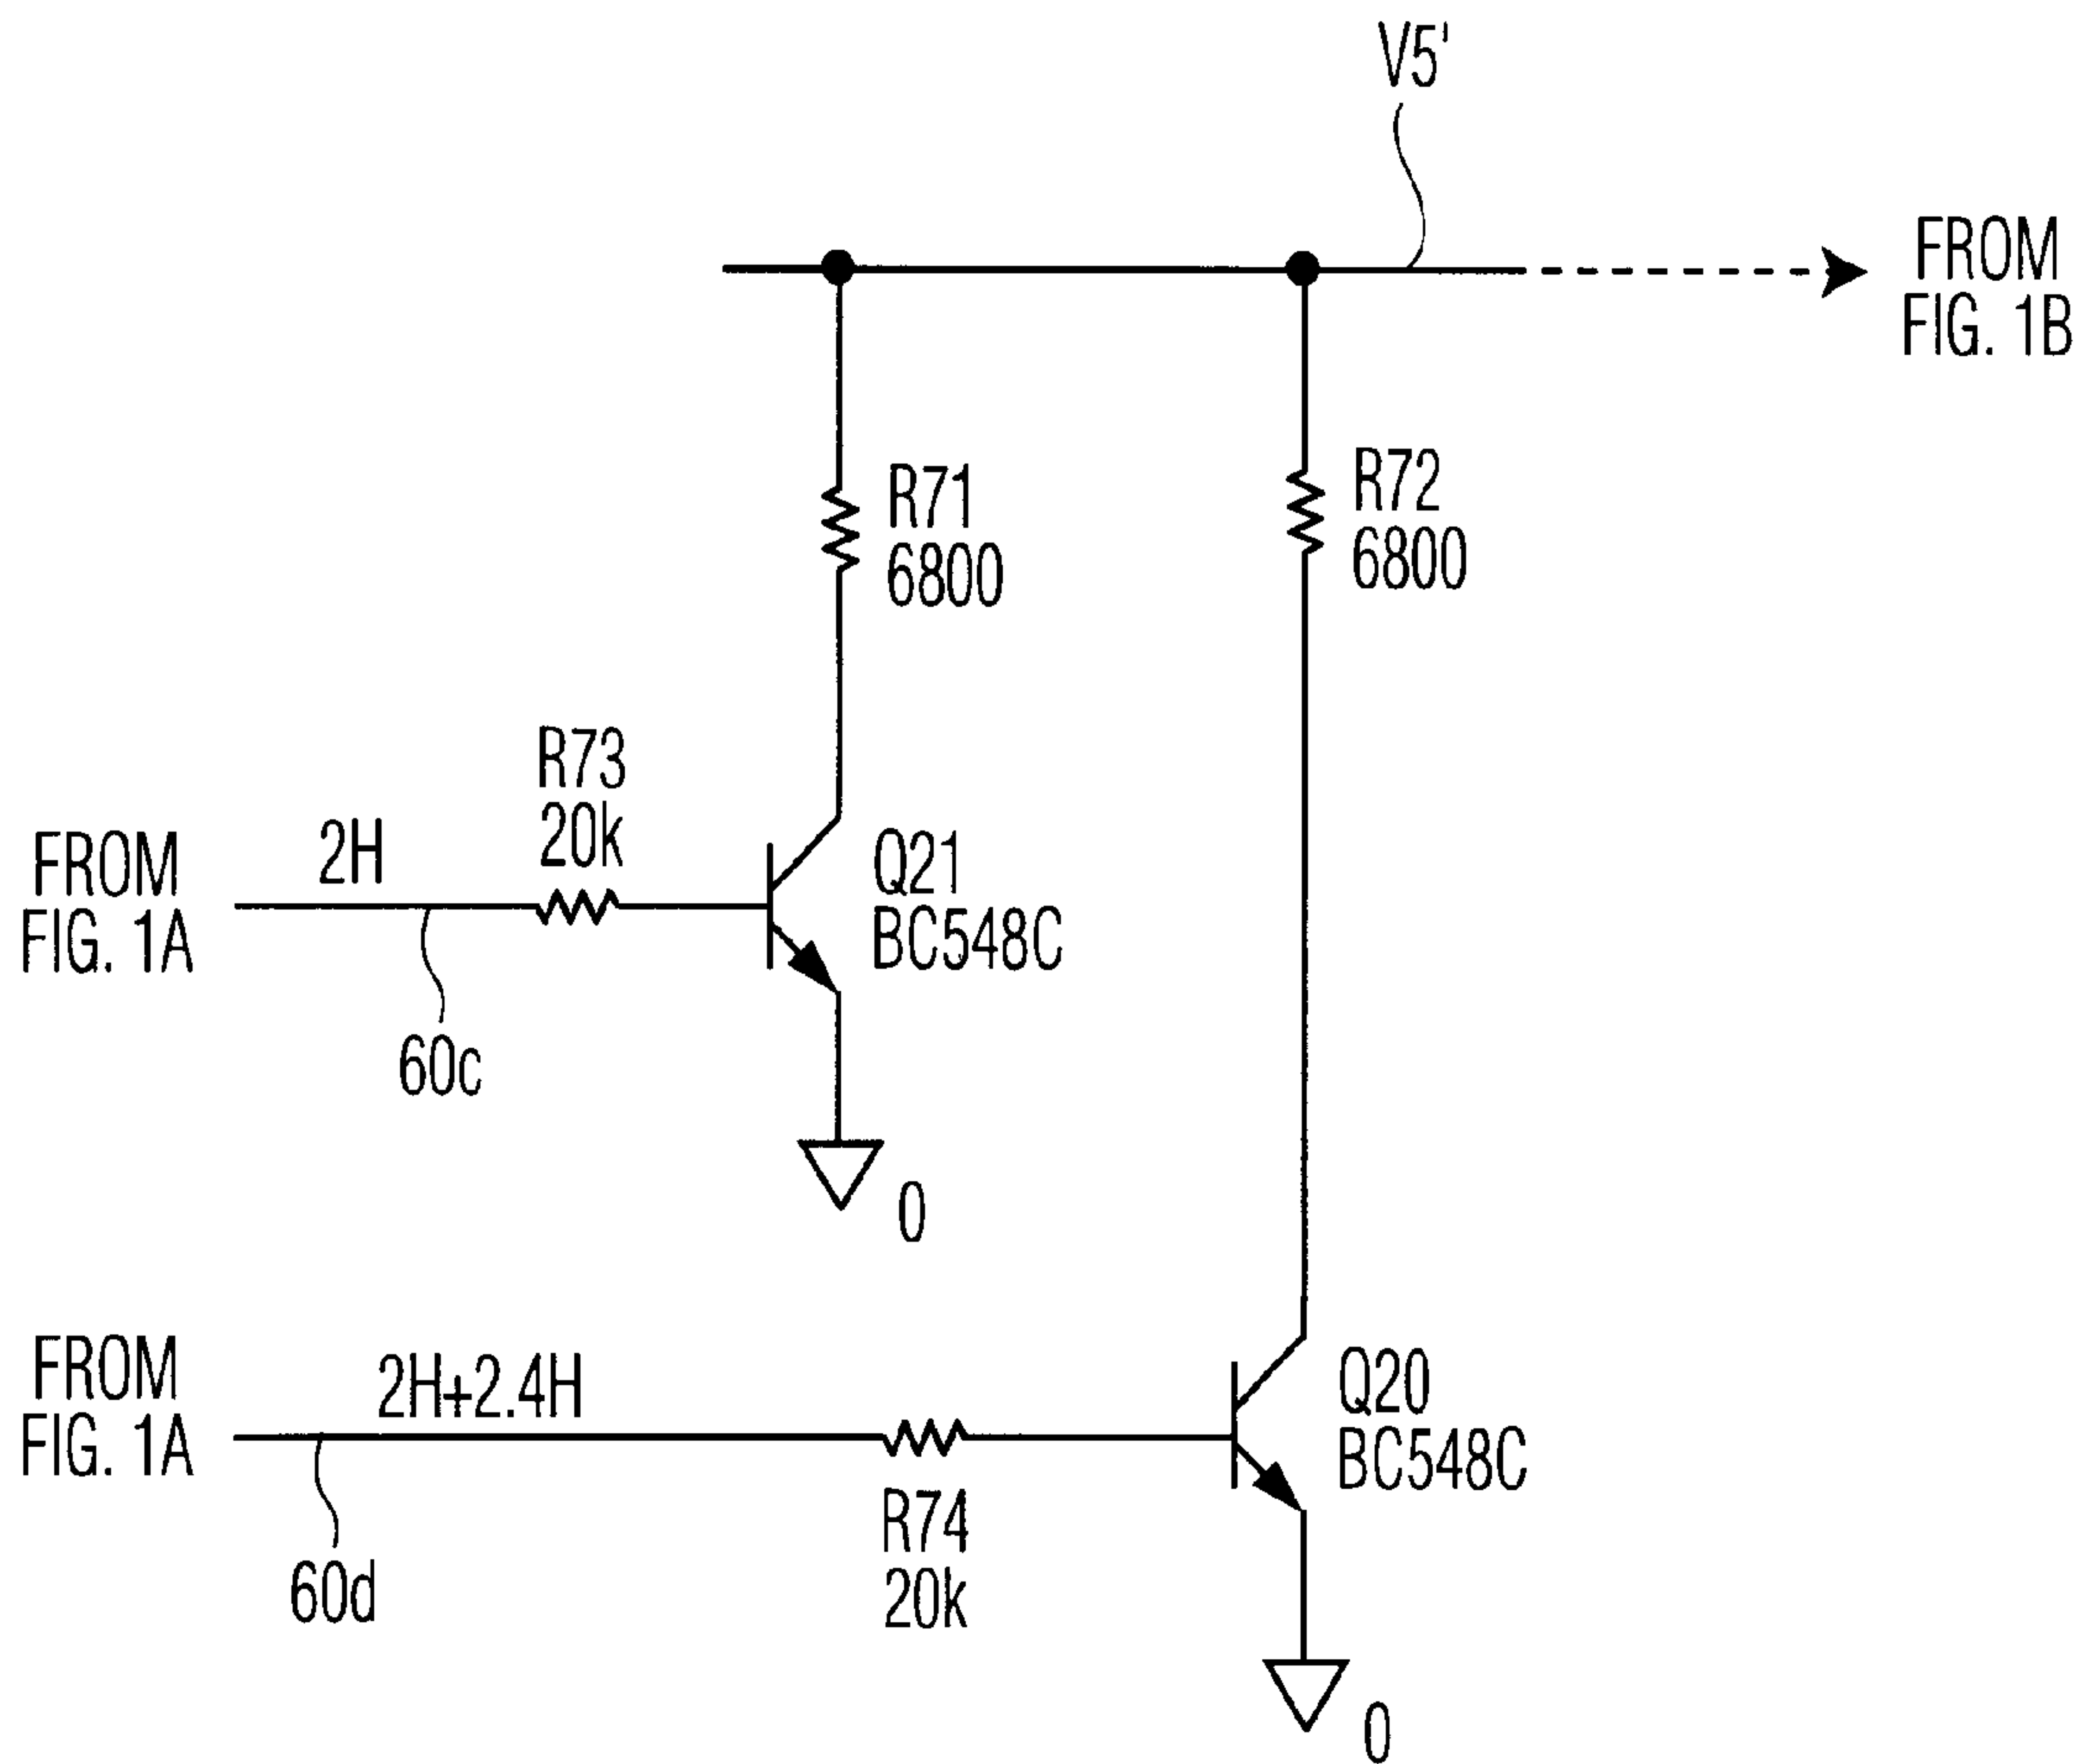 V5'
FROM
FIG. 1B
R71
6800
R72
6800
R73
20k
FROM
FIG. 1A
2H
Q21
BC548C
60c
0
FROM
FIG. 1A
2H+2.4H
Q20
BC548C
R74
20k
60d
0